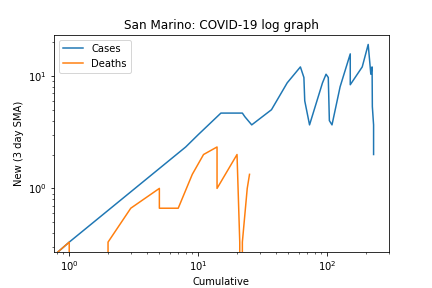 San Marino: COVID-19 log graph
Cases
Deaths
New (3 day SMA)
10¹
10⁰
10⁰ 10¹ 10²
Cumulative